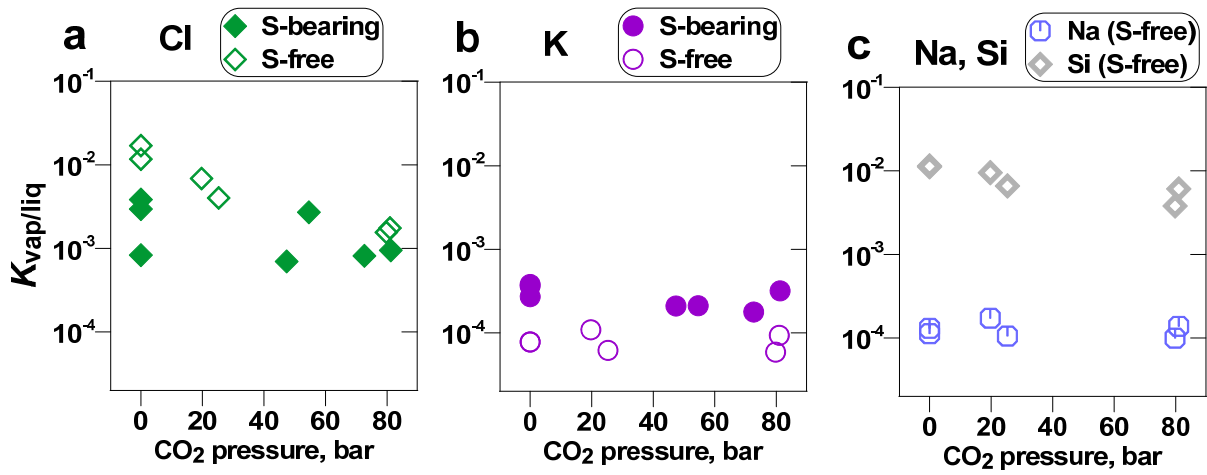 a
Cl
S-bearing
S-free
K vap/liq
10-1
10-2
10-3
10-4
0 20 40 60 80
CO2 pressure, bar
b
K
S-bearing
S-free
10-1
10-2
10-3
10-4
0 20 40 60 80
CO2 pressure, bar
c
Na, Si
Na (S-free)
Si (S-free)
10-1
10-2
10-3
10-4
0 20 40 60 80
CO2 pressure, bar